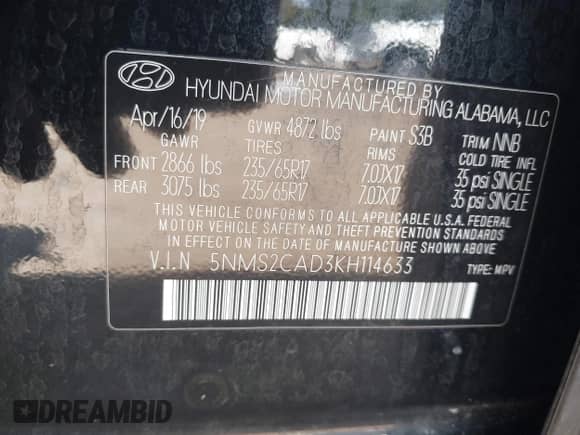 MANUFACTURED BY
HYUNDAI MOTOR MANUFACTURING ALABAMA, LLC
Apr/16/19 GVWR 4872 lbs PAINT S3B TRIM NNB
GAWR TIRES RIMS COLD TIRE INFL
FRONT 2866 lbs 235/65R17 7.0JX17 35 psi SINGLE
REAR 3075 lbs 235/65R17 7.0JX17 35 psi SINGLE
THIS VEHICLE CONFORMS TO ALL APPLICABLE U.S.A. FEDERAL
MOTOR VEHICLE SAFETY AND THEFT PREVENTION STANDARDS
IN EFFECT ON THE DATE OF MANUFACTURE SHOWN ABOVE.
V.I.N 5NMS2CAD3KH114633 TYPE: MPV
DREAMBID